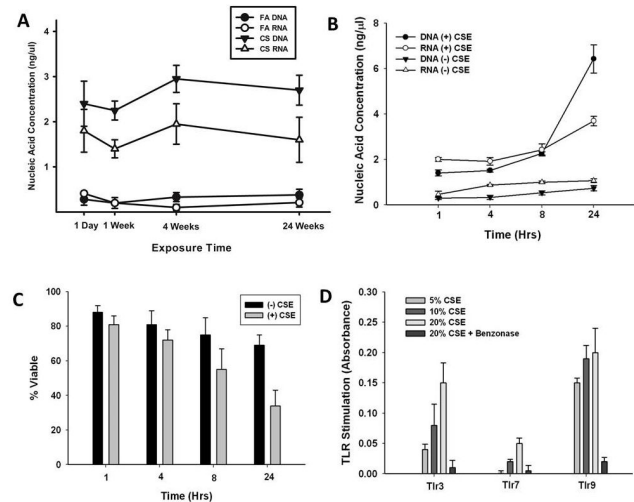 A
Nucleic Acid Concentration (ng/ul)
4
3
2
1
FA DNA
FA RNA
CS DNA
CS RNA
1 Day
1 Week
4 Weeks
24 Weeks
Exposure Time
B
Nucleic Acid Concentration (ng/µl)
8
6
4
2
0
DNA (+) CSE
RNA (+) CSE
DNA (-) CSE
RNA (-) CSE
1
4
8
24
Time (Hrs)
C
% Viable
100
80
60
40
20
0
(-) CSE
(+) CSE
1
4
8
24
Time (Hrs)
D
TLR Stimulation (Absorbance)
0.30
0.25
0.20
0.15
0.10
0.05
0.00
5% CSE
10% CSE
20% CSE
20% CSE + Benzonase
Tlr3
Tlr7
Tlr9